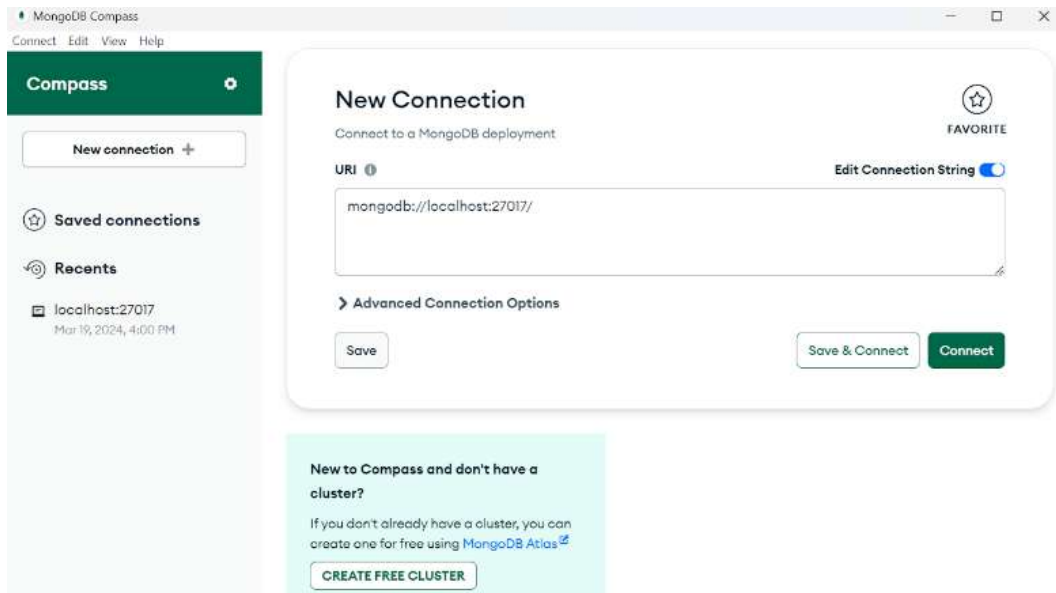 MongoDB Compass
Connect Edit View Help
Compass
New connection +
Saved connections
Recents
localhost:27017
Mar 19, 2024, 4:00 PM
New Connection
Connect to a MongoDB deployment
FAVORITE
URI
Edit Connection String
mongodb://localhost:27017/
Advanced Connection Options
Save
Save & Connect
Connect
New to Compass and don't have a
cluster?
If you don't already have a cluster, you can
create one for free using MongoDB Atlas
CREATE FREE CLUSTER